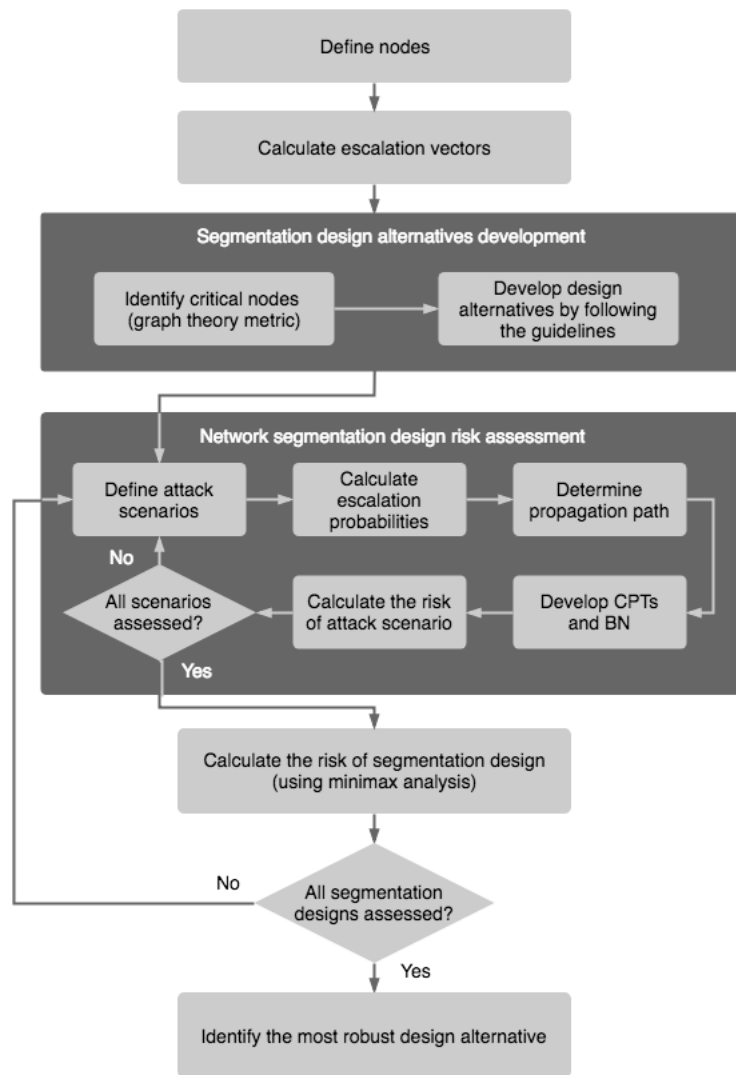 Define nodes
Calculate escalation vectors
Segmentation design alternatives development
Identify critical nodes
(graph theory metric)
Develop design
alternatives by following
the guidelines
Network segmentation design risk assessment
Define attack
scenarios
Calculate
escalation
probabilities
Determine
propagation path
No
All scenarios
assessed?
Calculate the risk
of attack scenario
Develop CPTs
and BN
Yes
Calculate the risk of segmentation design
(using minimax analysis)
No
All segmentation
designs assessed?
Yes
Identify the most robust design alternative